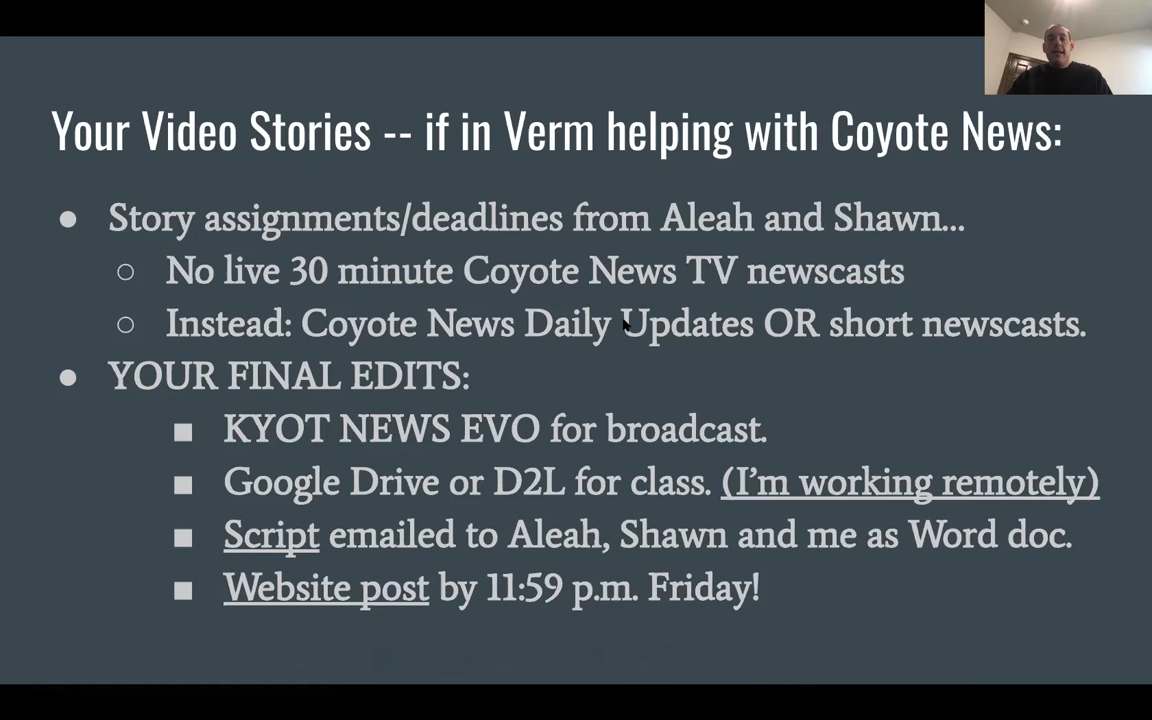 Your Video Stories -- if in Verm helping with Coyote News:
● Story assignments/deadlines from Aleah and Shawn...
○ No live 30 minute Coyote News TV newscasts
○ Instead: Coyote News Daily Updates OR short newscasts.
● YOUR FINAL EDITS:
■ KYOT NEWS EVO for broadcast.
■ Google Drive or D2L for class. (I’m working remotely)
■ Script emailed to Aleah, Shawn and me as Word doc.
■ Website post by 11:59 p.m. Friday!